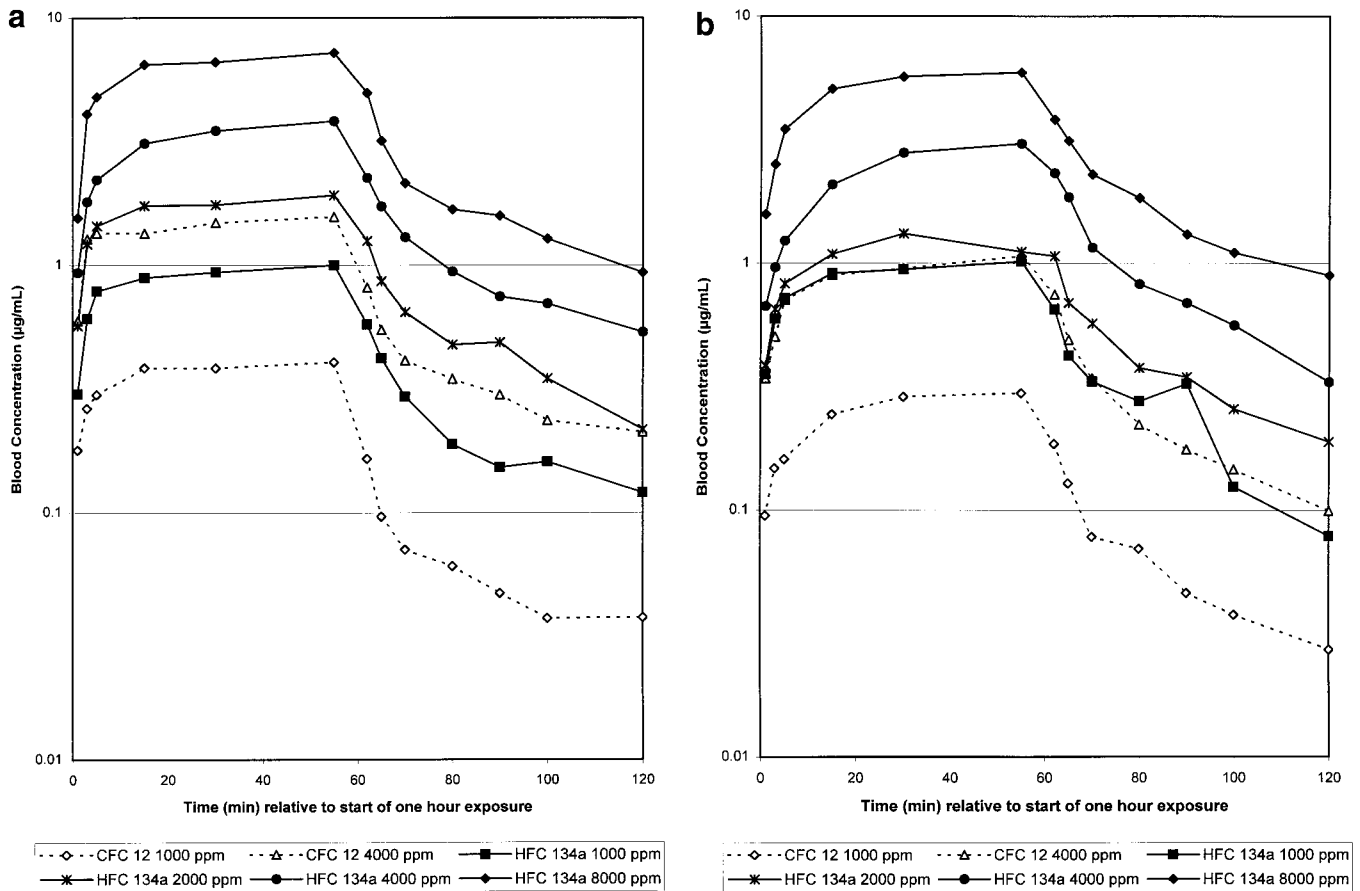 a
10
1
0.1
0.01
Blood Concentration (µg/mL)
0 20 40 60 80 100 120
Time (min) relative to start of one hour exposure
CFC 12 1000 ppm CFC 12 4000 ppm HFC 134a 1000 ppm
HFC 134a 2000 ppm HFC 134a 4000 ppm HFC 134a 8000 ppm
b
10
1
0.1
0.01
Blood Concentration (µg/mL)
0 20 40 60 80 100 120
Time (min) relative to start of one hour exposure
CFC 12 1000 ppm CFC 12 4000 ppm HFC 134a 1000 ppm
HFC 134a 2000 ppm HFC 134a 4000 ppm HFC 134a 8000 ppm